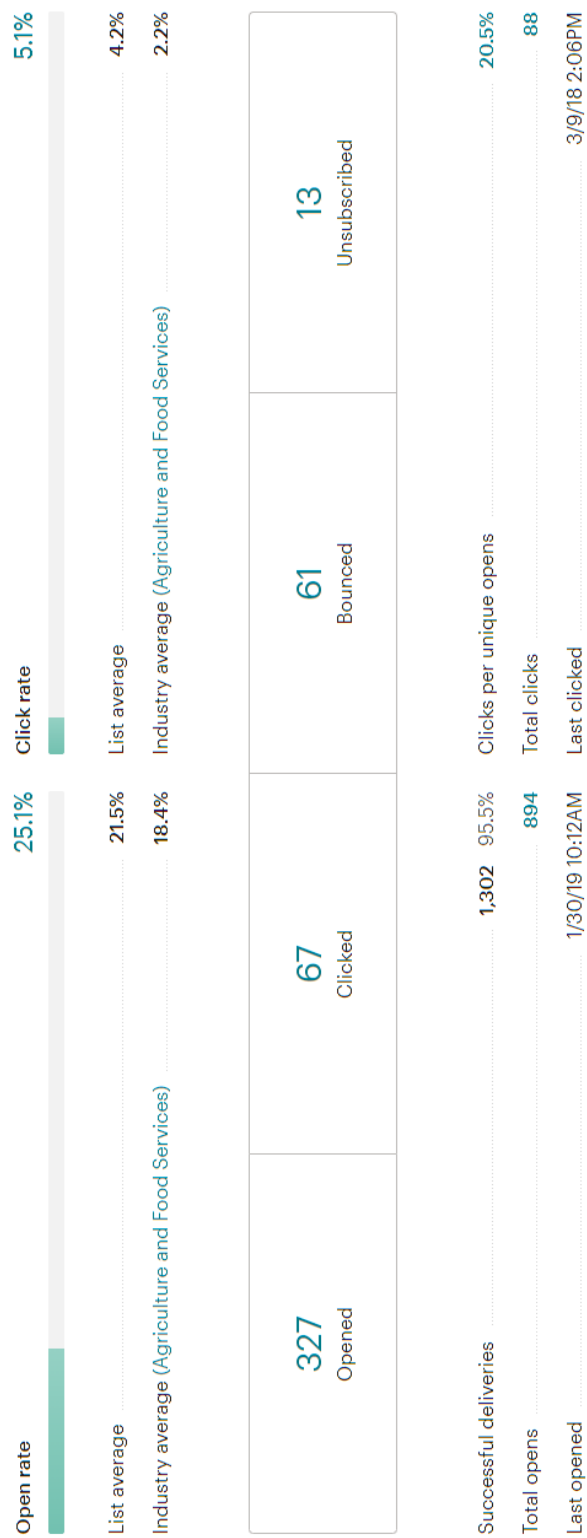 Open rate 25.1% Click rate 5.1%
List average 21.5% List average 4.2%
Industry average (Agriculture and Food Services) 18.4% Industry average (Agriculture and Food Services) 2.2%
327 67 61 13
Opened Clicked Bounced Unsubscribed
Successful deliveries 1,302 95.5% Clicks per unique opens 20.5%
Total opens 894 Total clicks 88
Last opened 1/30/19 10:12AM Last clicked 3/9/18 2:06PM